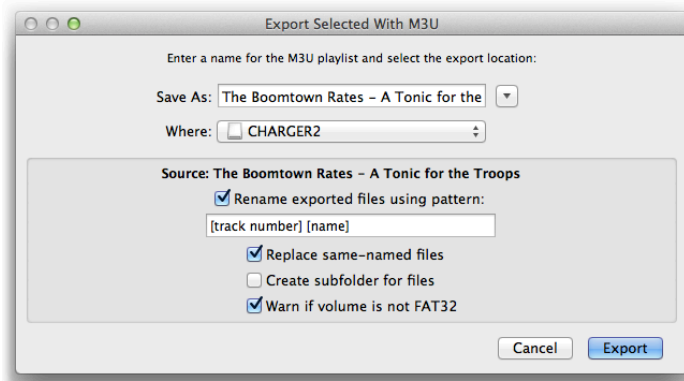 Export Selected With M3U
Enter a name for the M3U playlist and select the export location:
Save As: The Boomtown Rates – A Tonic for the
Where: CHARGER2
Source: The Boomtown Rates – A Tonic for the Troops
Rename exported files using pattern:
[track number] [name]
Replace same-named files
Create subfolder for files
Warn if volume is not FAT32
Cancel Export